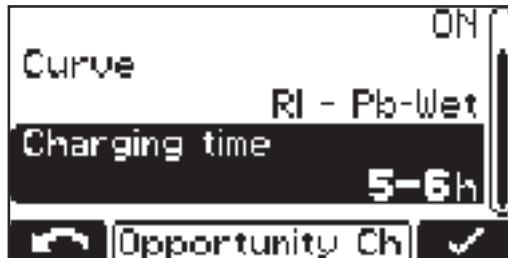 ON
Curve
RI - Pb-Wet
Charging time
5-6h
Opportunity Ch